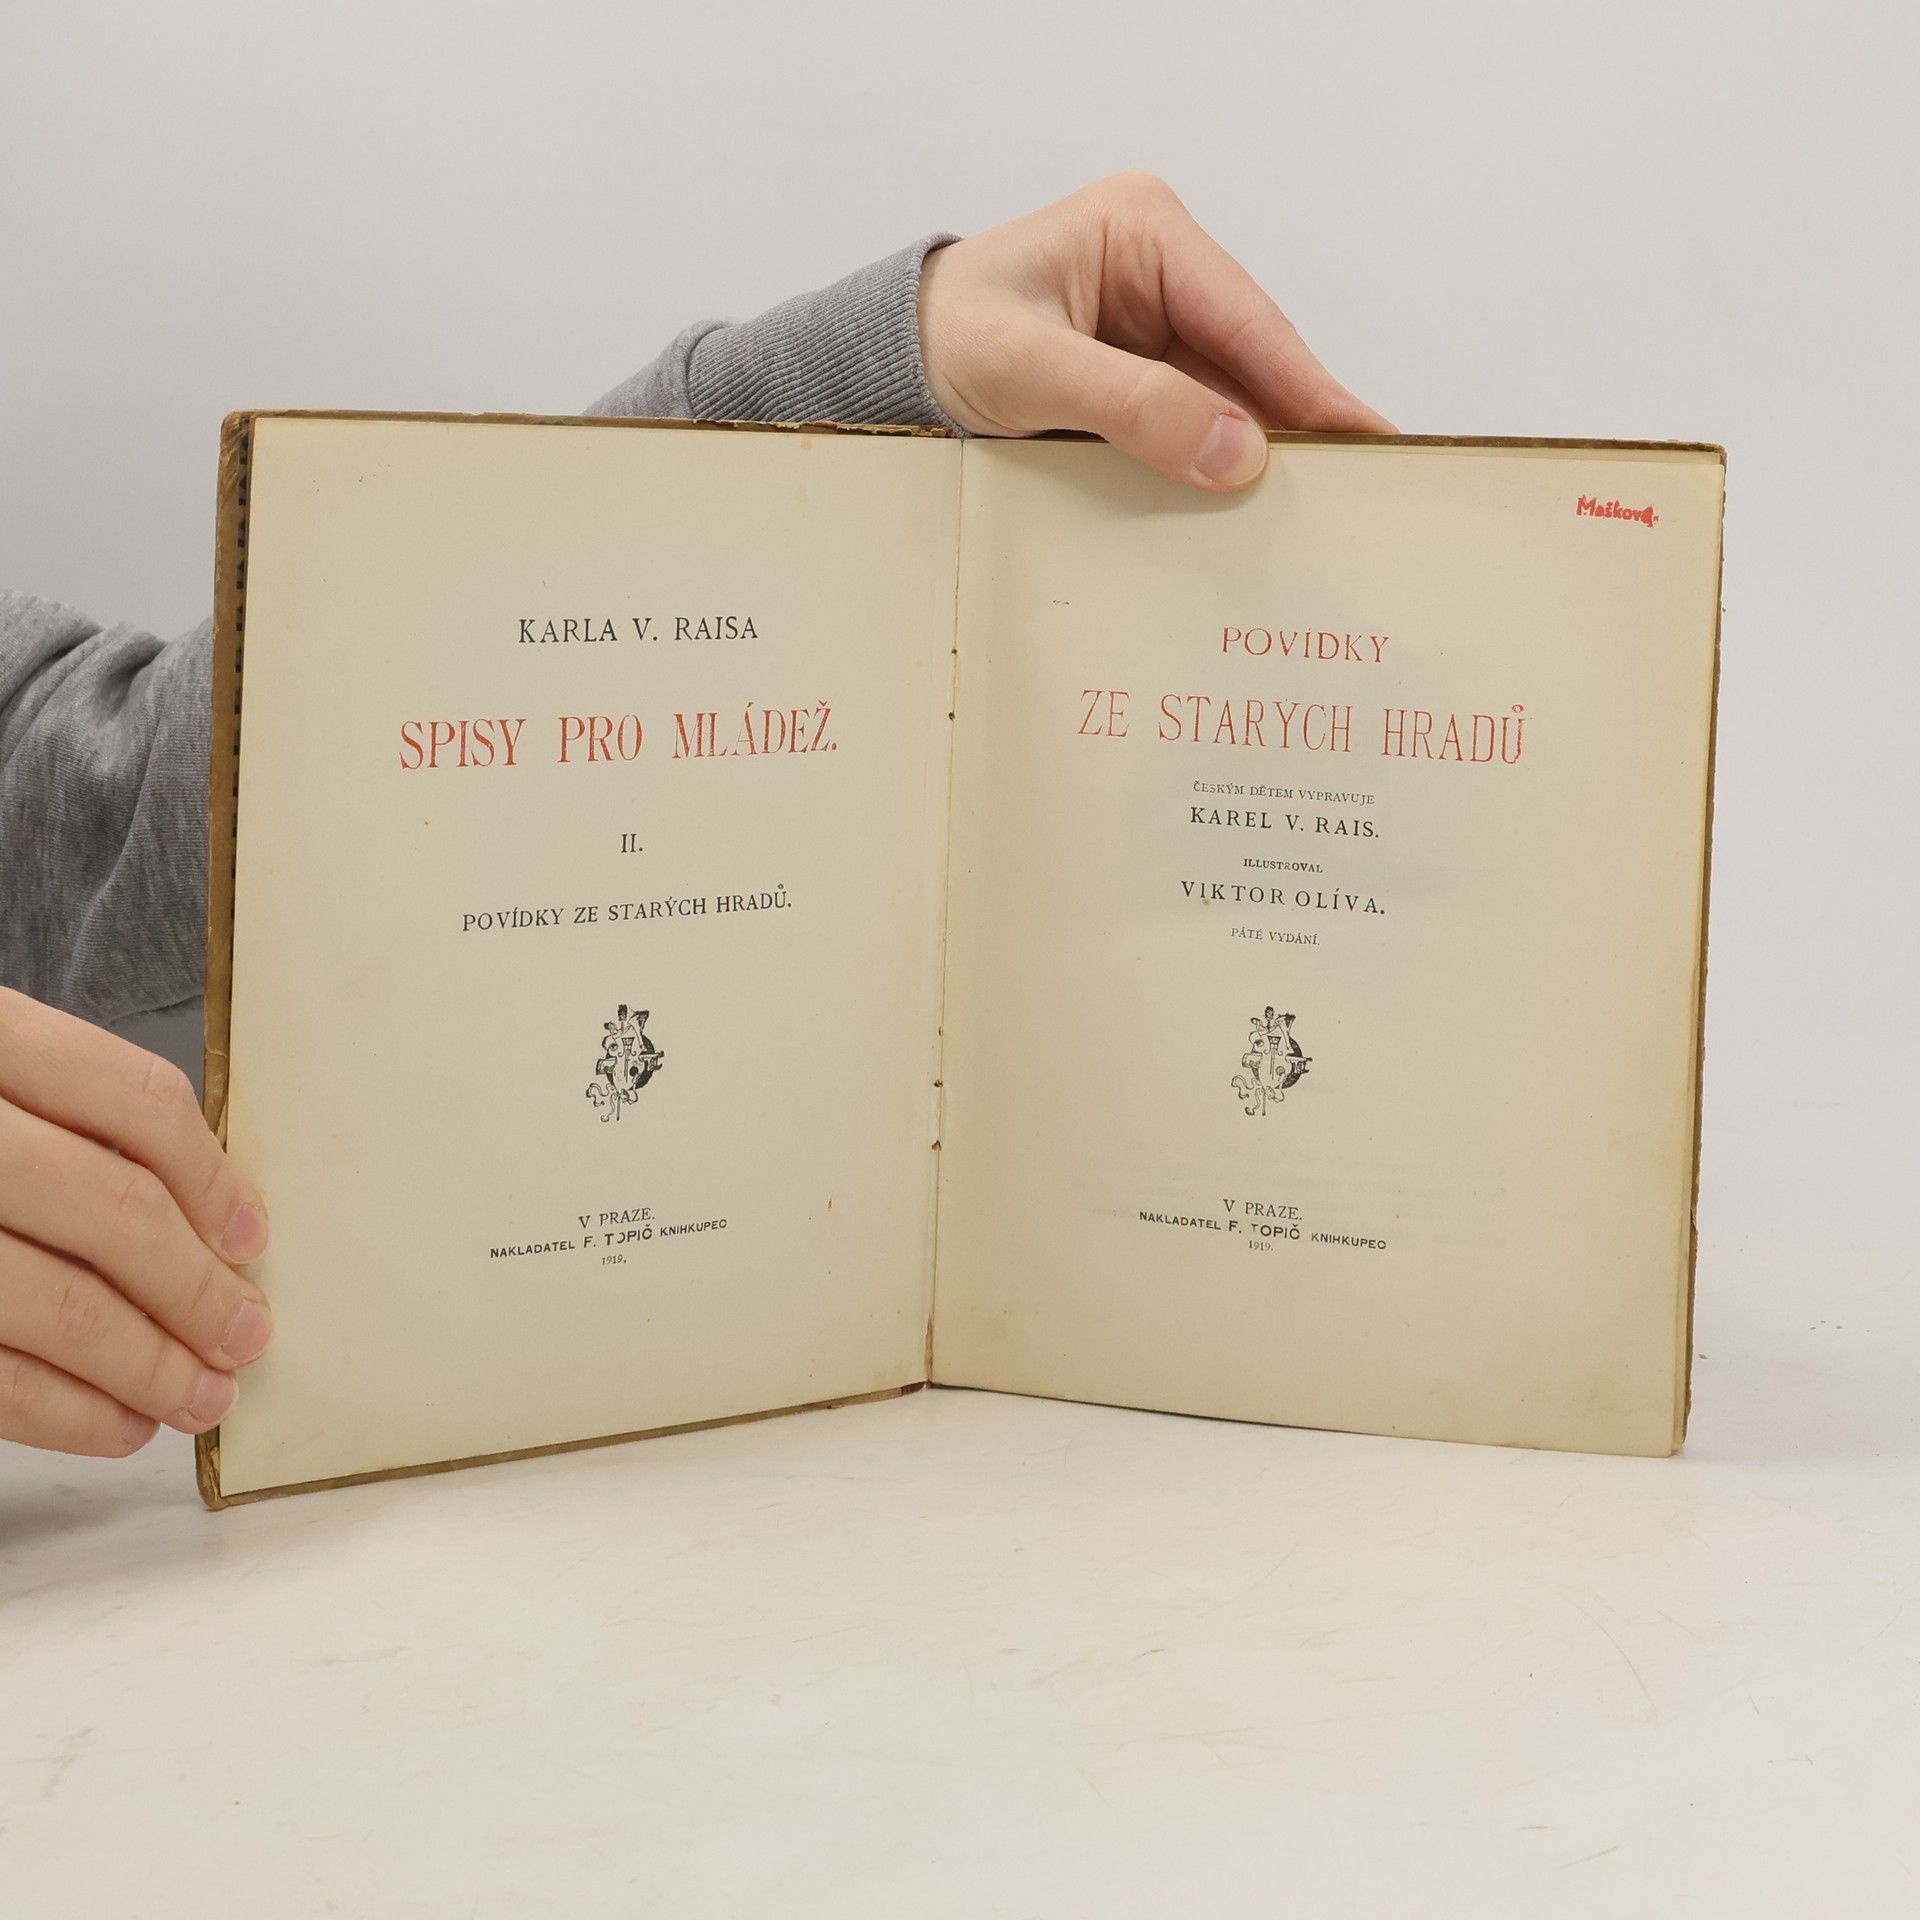 KARLA V. RAISA
SPISY PRO MLÁDEŽ.
II.
POVÍDKY ZE STARÝCH HRADŮ.
V PRAZE.
NAKLADATEL F. TOPIČ KNIHKUPEC
1919.
Mašková
POVÍDKY
ZE STARÝCH HRADŮ
ČESKÝM DĚTEM VYPRAVUJE
KAREL V. RAIS.
ILLUSTROVAL
VIKTOR OLÍVA.
PÁTÉ VYDÁNÍ.
V PRAZE.
NAKLADATEL F. TOPIČ KNIHKUPEC
1919.